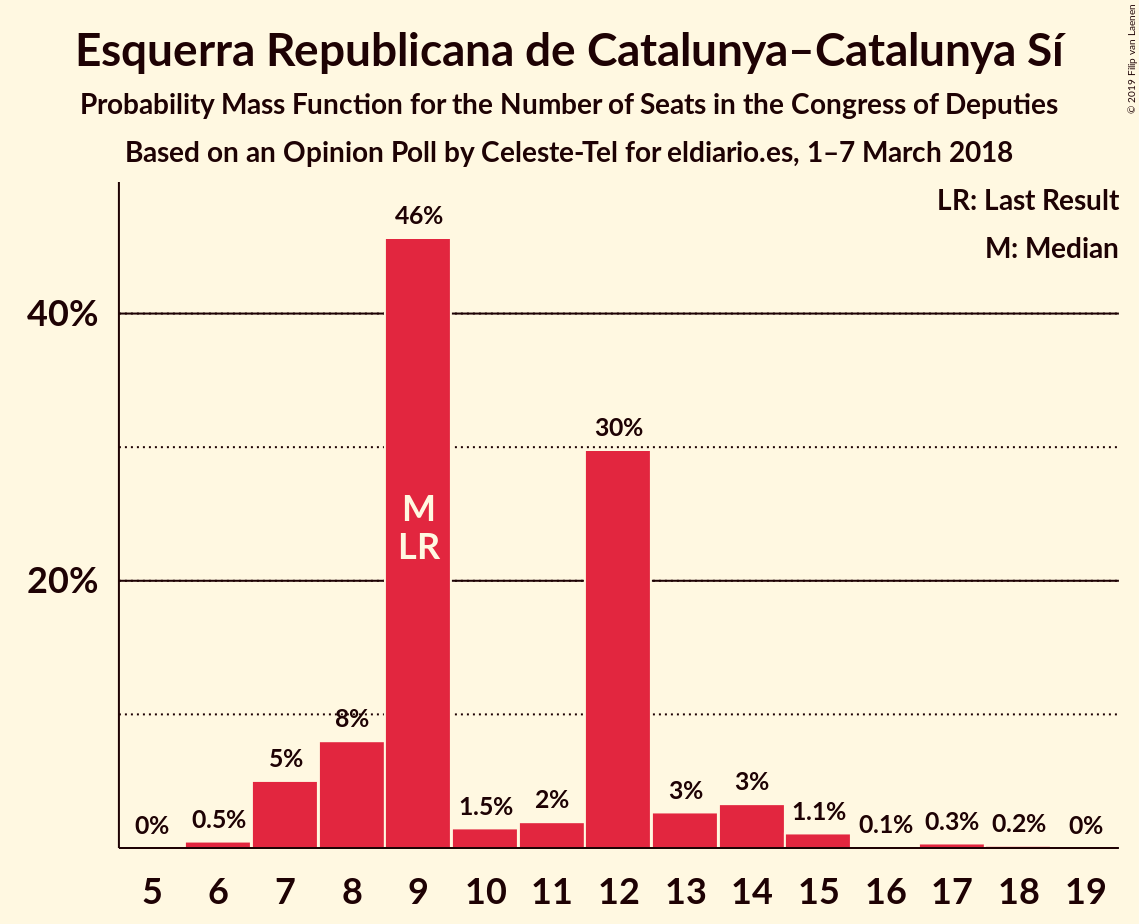 Esquerra Republicana de Catalunya–Catalunya Sí
Probability Mass Function for the Number of Seats in the Congress of Deputies
Based on an Opinion Poll by Celeste-Tel for eldiario.es, 1–7 March 2018
© 2019 Filip van Laenen
LR: Last Result
M: Median
40%
20%
0%
0.5%
5%
8%
46%
M
LR
1.5%
2%
30%
3%
3%
1.1%
0.1%
0.3%
0.2%
0%
5 6 7 8 9 10 11 12 13 14 15 16 17 18 19